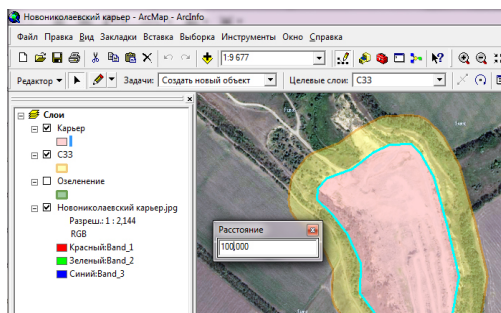 Новониколаевский карьер - ArcMap - ArcInfo
Файл Правка Вид Закладки Вставка Выборка Инструменты Окно Справка
1:9 677
Редактор Задачи: Создать новый объект Целевые слои: СЗЗ
Слои
Карьер
СЗЗ
Озеленение
Новониколаевский карьер.jpg
Разреш.: 1 : 2,144
RGB
Красный:Band_1
Зеленый:Band_2
Синий:Band_3
Расстояние
100,000